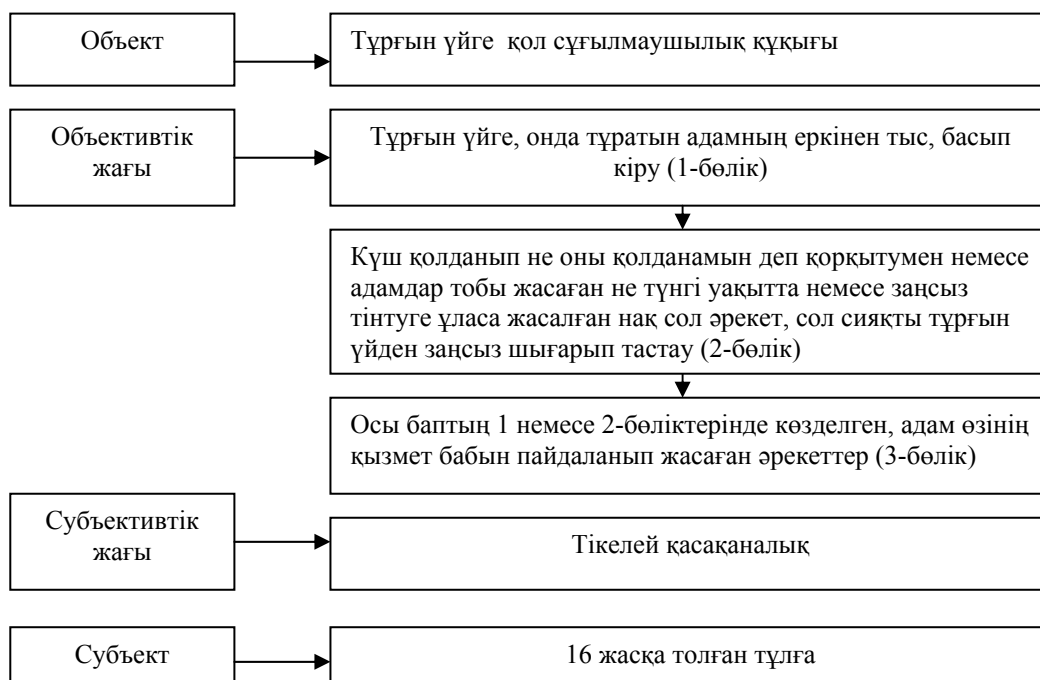 Объект
Тұрғын үйге қол сұғылмаушылық құқығы
Объективтік
жағы
Тұрғын үйге, онда тұратын адамның еркінен тыс, басып
кіру (1-бөлік)
Күш қолданып не оны қолданамын деп қорқытумен немесе
адамдар тобы жасаған не түнгі уақытта немесе заңсыз
тінтуге ұласа жасалған нақ сол әрекет, сол сияқты тұрғын
үйден заңсыз шығарып тастау (2-бөлік)
Осы баптың 1 немесе 2-бөліктерінде көзделген, адам өзінің
қызмет бабын пайдаланып жасаған әрекеттер (3-бөлік)
Субъективтік
жағы
Тікелей қасақаналық
Субъект
16 жасқа толған тұлға